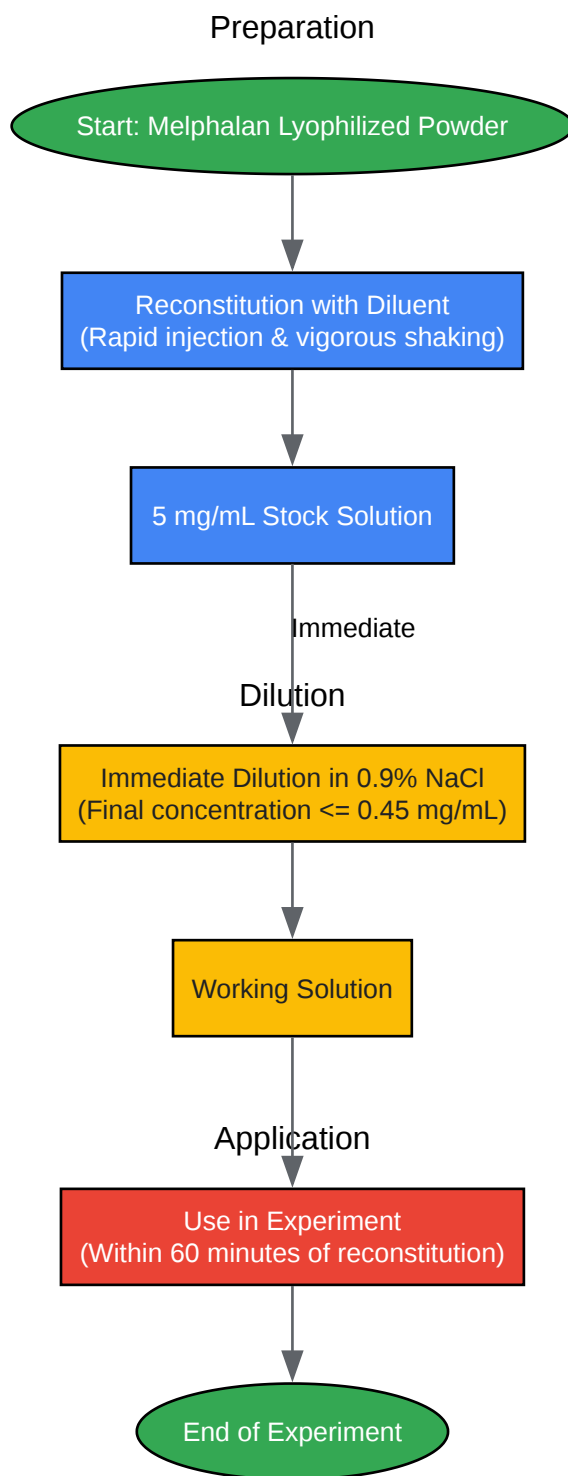 Preparation
Start: Melphalan Lyophilized Powder
Reconstitution with Diluent
(Rapid injection & vigorous shaking)
5 mg/mL Stock Solution
Immediate
Dilution
Immediate Dilution in 0.9% NaCl
(Final concentration <= 0.45 mg/mL)
Working Solution
Application
Use in Experiment
(Within 60 minutes of reconstitution)
End of Experiment